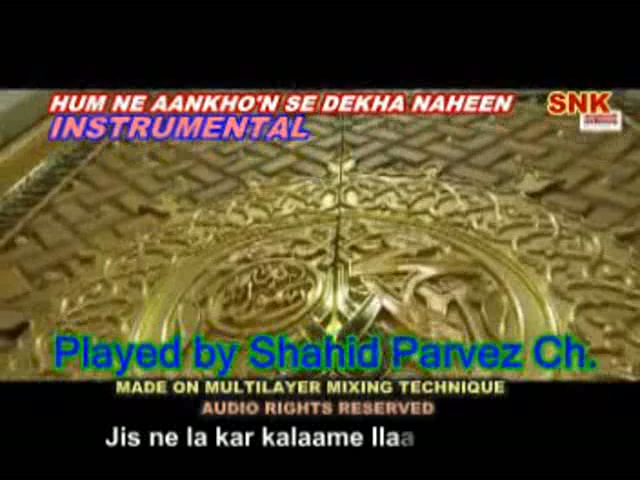 HUM NE AANKHO'N SE DEKHA NAHEEN
SNK
INSTRUMENTAL
Played by Shahid Parvez Ch.
MADE ON MULTILAYER MIXING TECHNIQUE
AUDIO RIGHTS RESERVED
Jis ne la kar kalaame Ilaa